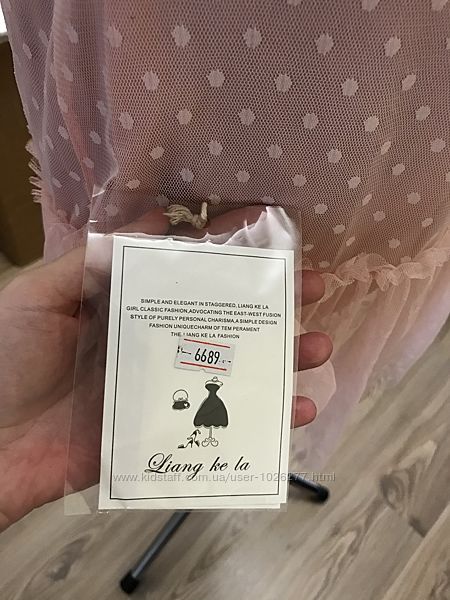 SIMPLE AND ELEGANT IN STAGGERED, LIANG KE LA
GIRL CLASSIC FASHION,ADVOCATING THE EAST-WEST FUSION
STYLE OF PURELY PERSONAL CHARISMA,A SIMPLE DESIGN
FASHION UNIQUECHARM OF TEM PERAMENT
THE LIANG KE LA FASHION
6689
Liang ke la
www.kidstaff.com.ua/user-1026277.html